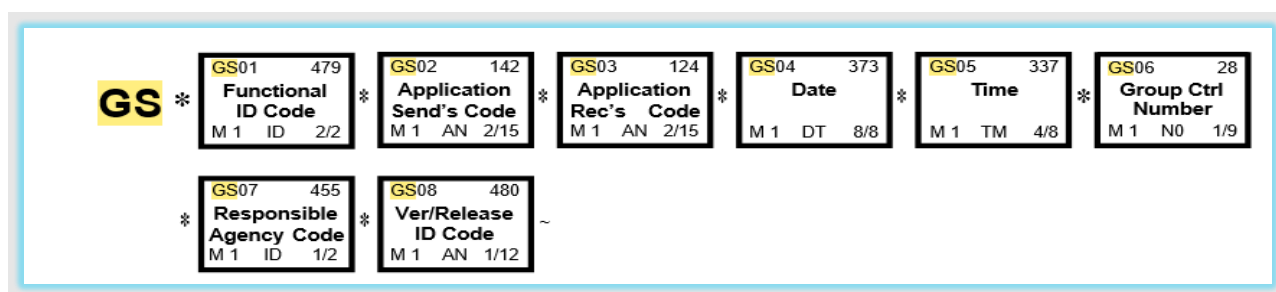 GS * GS01 479 * GS02 142 * GS03 124 * GS04 373 * GS05 337 * GS06 28
Functional Application Application Date Time Group Ctrl
ID Code Send's Code Rec's Code Number
M 1 ID 2/2 M 1 AN 2/15 M 1 AN 2/15 M 1 DT 8/8 M 1 TM 4/8 M 1 N0 1/9
* GS07 455 * GS08 480 ~
Responsible Ver/Release
Agency Code ID Code
M 1 ID 1/2 M 1 AN 1/12